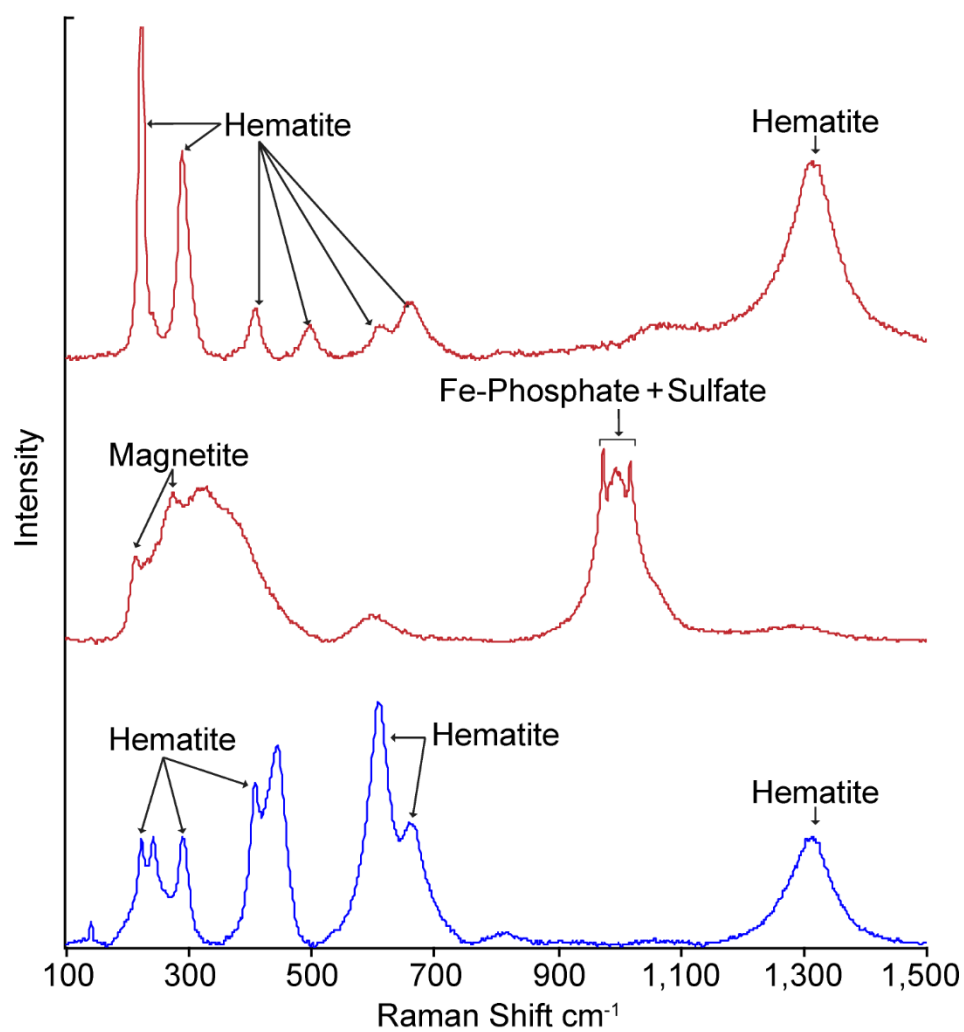 Hematite
Hematite
Fe-Phosphate + Sulfate
Magnetite
Intensity
Hematite
Hematite
Hematite
100 300 500 700 900 1,100 1,300 1,500
Raman Shift cm⁻¹